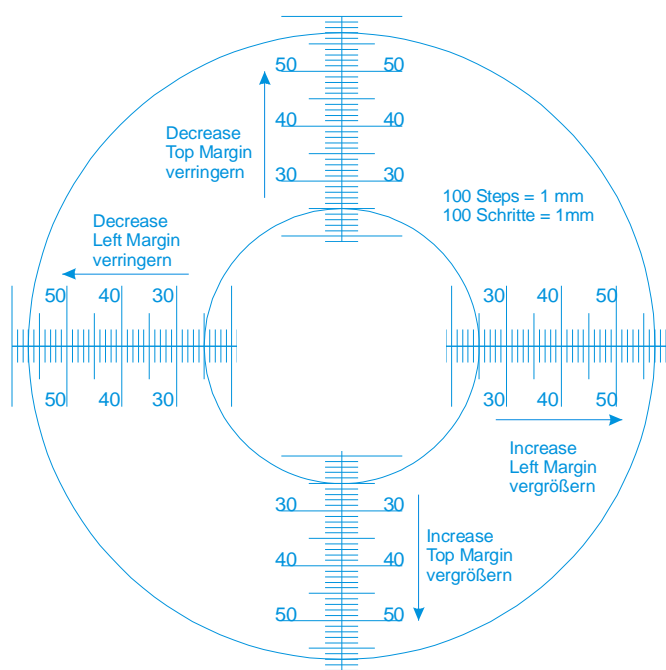 50 50
Decrease
Top Margin
verringern
40 40
30 30
100 Steps = 1 mm
100 Schritte = 1mm
Decrease
Left Margin
verringern
50 40 30
30 40 50
50 40 30
30 40 50
Increase
Left Margin
vergrößern
30 30
Increase
Top Margin
vergrößern
40 40
50 50